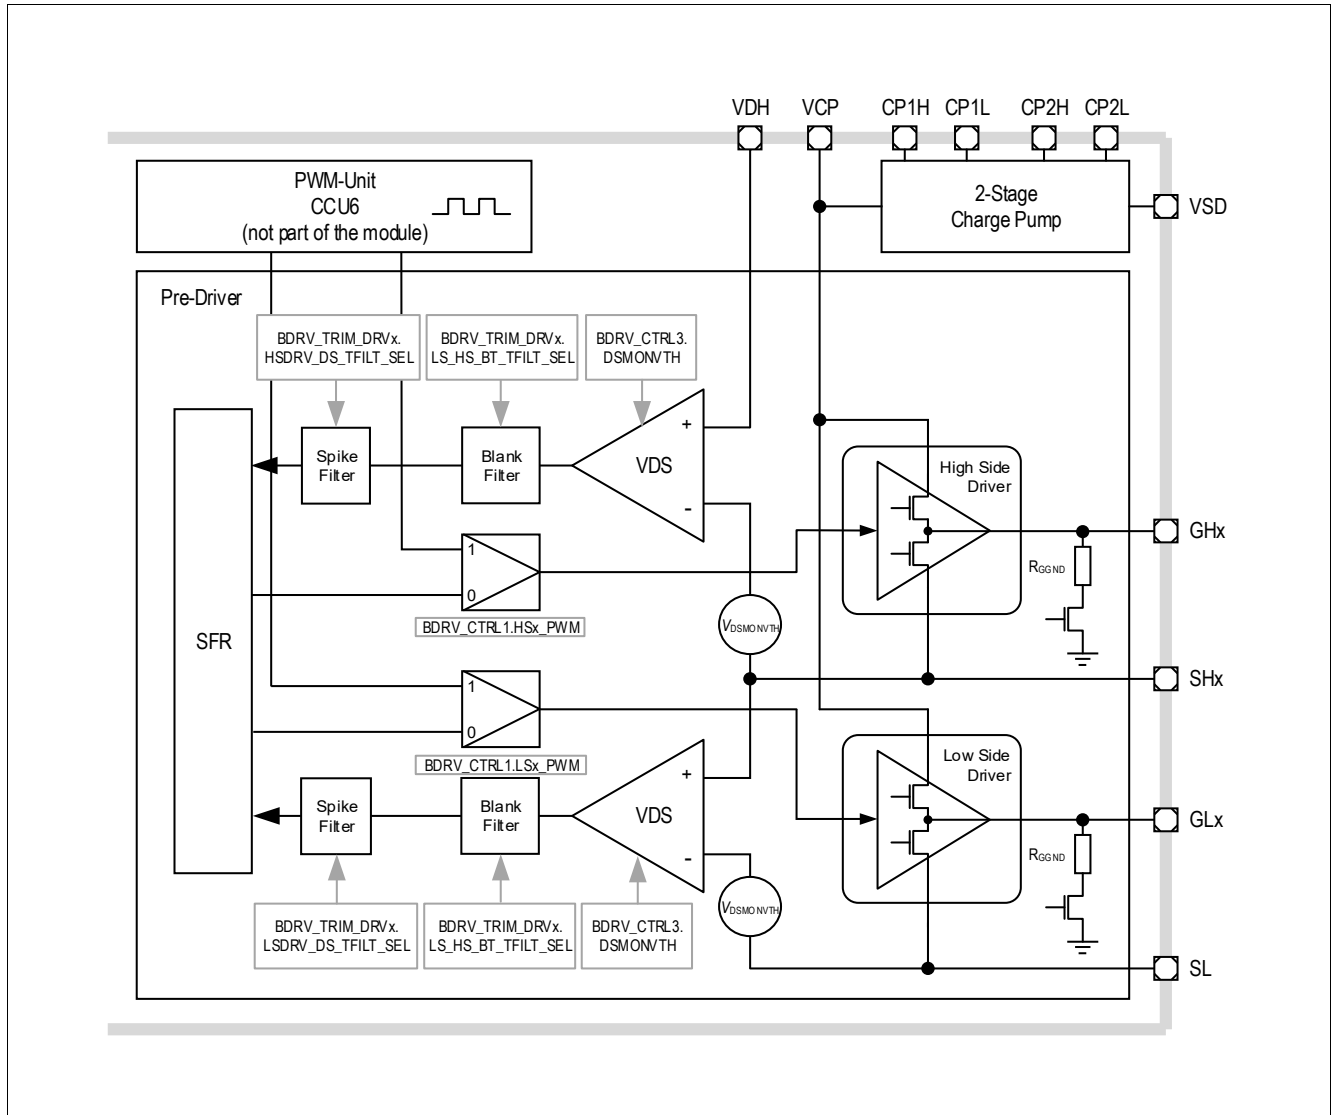 VDH VCP CP1H CP1L CP2H CP2L
PWM-Unit
CCU6
(not part of the module)
2-Stage
Charge Pump
VSD
Pre-Driver
BDRV_TRIM_DRVx.
HSDRV_DS_TFILT_SEL
BDRV_TRIM_DRVx.
LS_HS_BT_TFILT_SEL
BDRV_CTRL3.
DSMONVTH
+
VDS
-
Spike
Filter
Blank
Filter
High Side
Driver
GHx
RGGND
1
0
BDRV_CTRL1.HSx_PWM
VDSMONVTH
SFR
SHx
1
0
BDRV_CTRL1.LSx_PWM
Low Side
Driver
+
VDS
-
Spike
Filter
Blank
Filter
GLx
RGGND
VDSMONVTH
BDRV_TRIM_DRVx.
LSDRV_DS_TFILT_SEL
BDRV_TRIM_DRVx.
LS_HS_BT_TFILT_SEL
BDRV_CTRL3.
DSMONVTH
SL